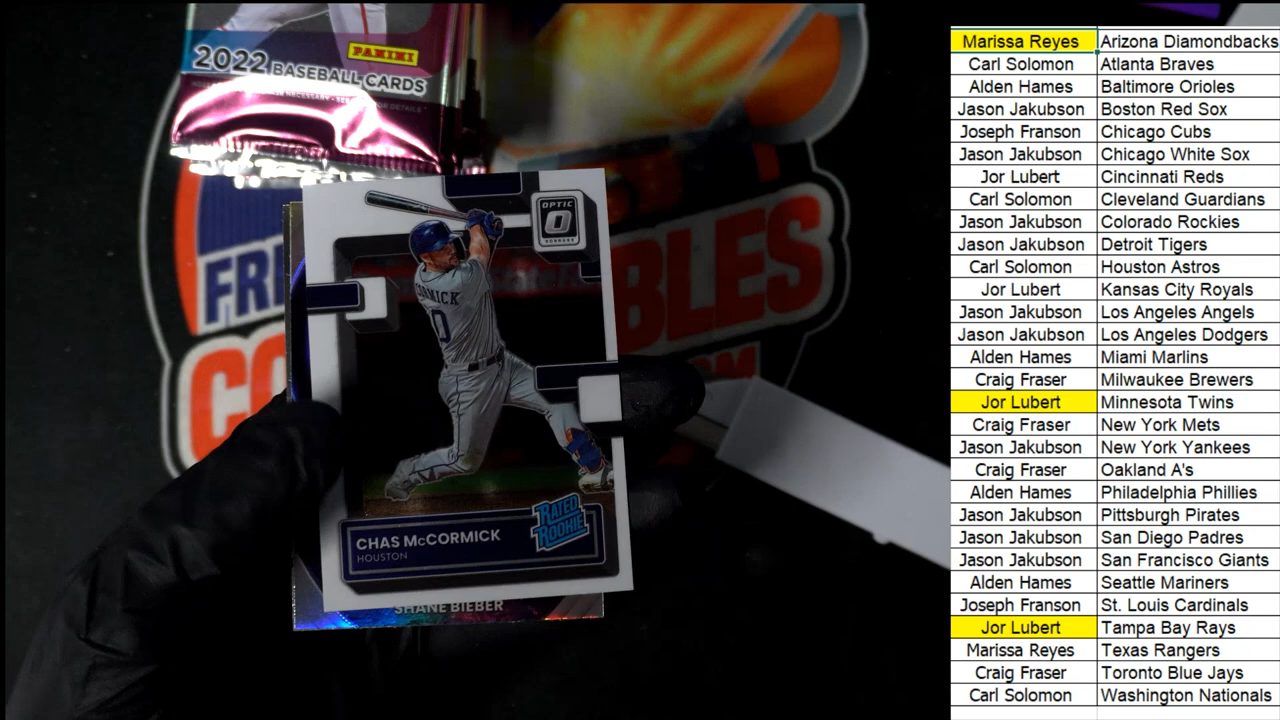 PANINI
2022 BASEBALL CARDS
OPTIC
DONRUSS
FRE
BLES
CO
CORMICK
0
RATED
ROOKIE
CHAS McCORMICK
HOUSTON
SHANE BIEBER
Marissa Reyes Arizona Diamondbacks
Carl Solomon Atlanta Braves
Alden Hames Baltimore Orioles
Jason Jakubson Boston Red Sox
Joseph Franson Chicago Cubs
Jason Jakubson Chicago White Sox
Jor Lubert Cincinnati Reds
Carl Solomon Cleveland Guardians
Jason Jakubson Colorado Rockies
Jason Jakubson Detroit Tigers
Carl Solomon Houston Astros
Jor Lubert Kansas City Royals
Jason Jakubson Los Angeles Angels
Jason Jakubson Los Angeles Dodgers
Alden Hames Miami Marlins
Craig Fraser Milwaukee Brewers
Jor Lubert Minnesota Twins
Craig Fraser New York Mets
Jason Jakubson New York Yankees
Craig Fraser Oakland A's
Alden Hames Philadelphia Phillies
Jason Jakubson Pittsburgh Pirates
Jason Jakubson San Diego Padres
Jason Jakubson San Francisco Giants
Alden Hames Seattle Mariners
Joseph Franson St. Louis Cardinals
Jor Lubert Tampa Bay Rays
Marissa Reyes Texas Rangers
Craig Fraser Toronto Blue Jays
Carl Solomon Washington Nationals